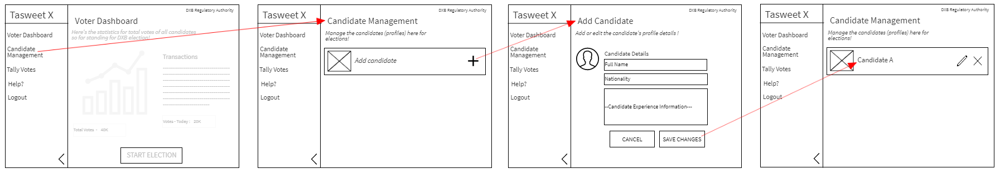 Tasweet X
DXB Regulatory Authority
Voter Dashboard
Here's the statistics for total votes of all candidates
so far standing for DXB election!
Voter Dashboard
Candidate
Management
Tally Votes
Help?
Logout
Transactions
Votes - Today : 20K
Total Votes - 40K
START ELECTION
Tasweet X
DXB Regulatory Authority
Candidate Management
Manage the candidates (profiles) here for
elections!
Voter Dashboard
Candidate
Management
Tally Votes
Help?
Logout
Add candidate
Tasweet X
DXB Regulatory Authority
Add Candidate
Add or edit the candidate's profile details !
Voter Dashboard
Candidate
Management
Tally Votes
Help?
Logout
Candidate Details
Full Name
Nationality
--Candidate Experience Information---
CANCEL
SAVE CHANGES
Tasweet X
DXB Regulatory Authority
Candidate Management
Manage the candidates (profiles) here for
elections!
Voter Dashboard
Candidate
Management
Tally Votes
Help?
Logout
Candidate A